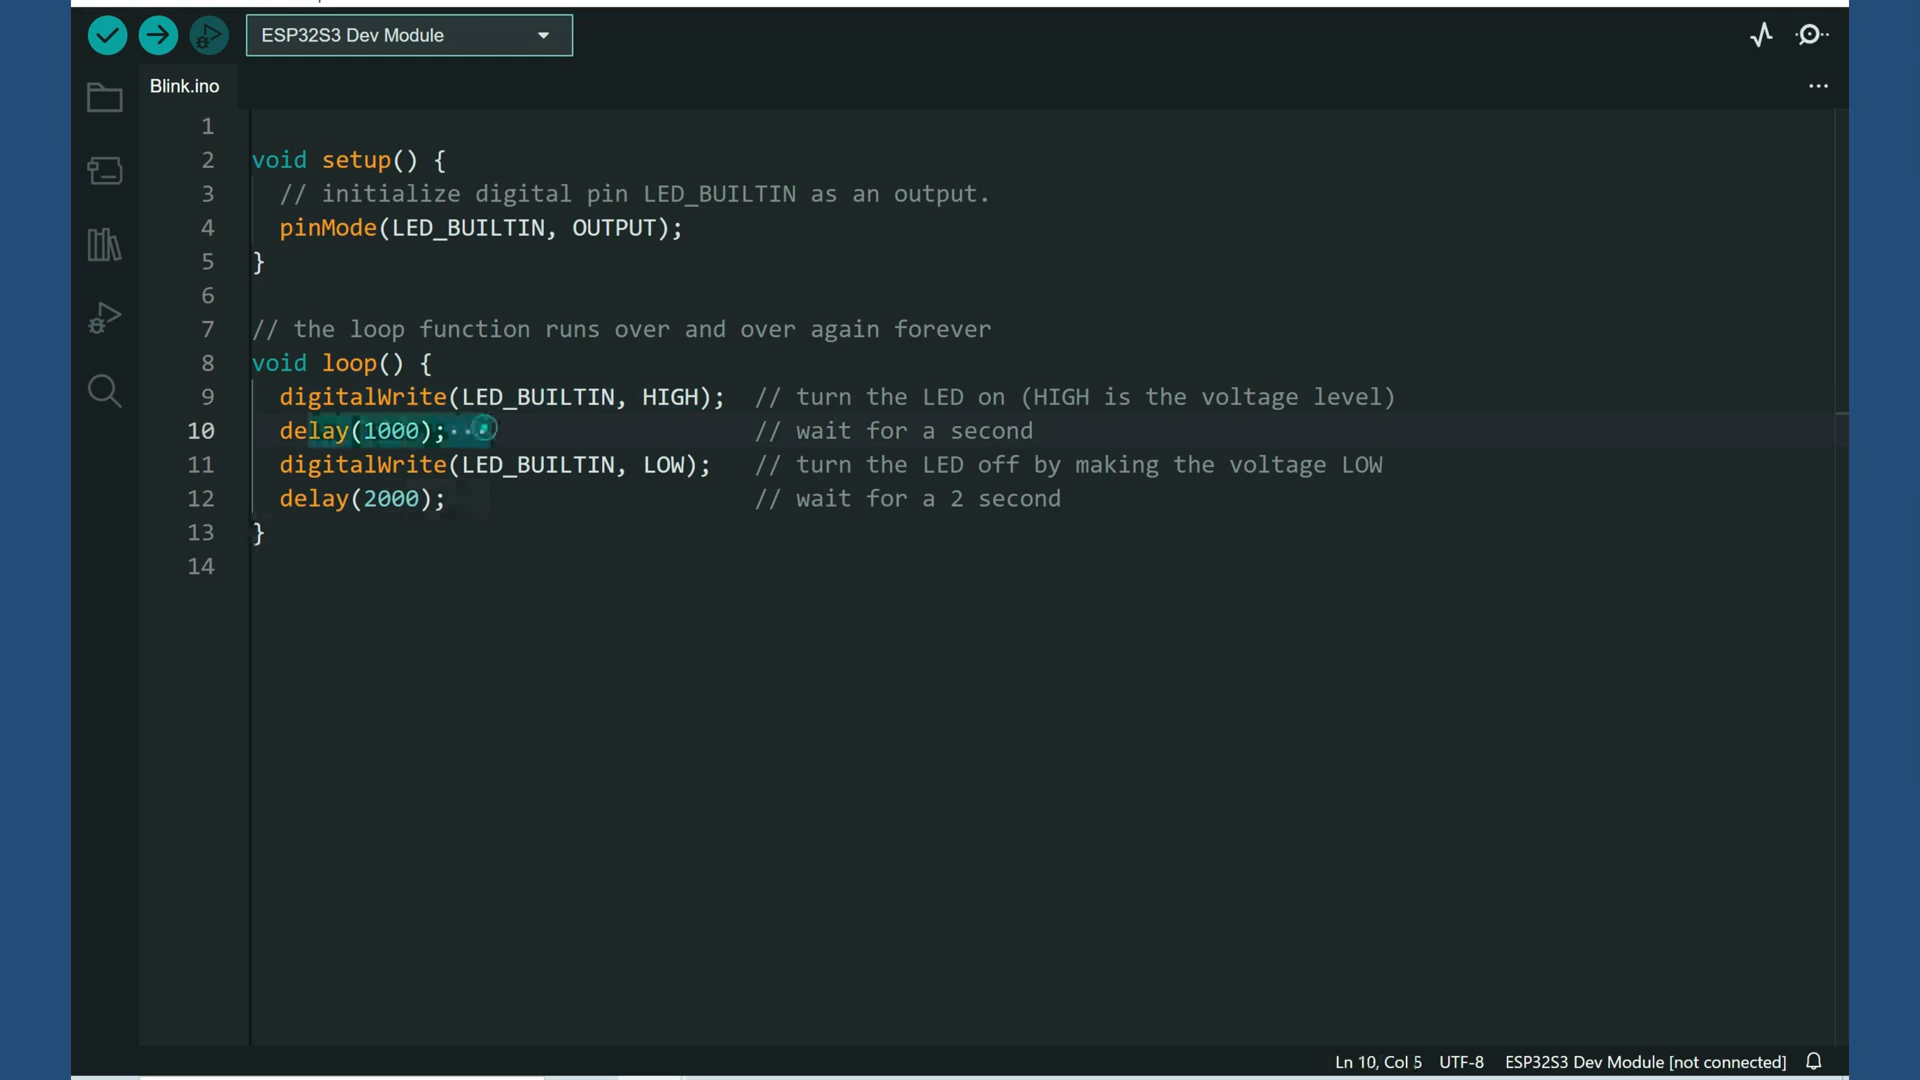 ESP32S3 Dev Module
Blink.ino
1
2 void setup() {
3 // initialize digital pin LED_BUILTIN as an output.
4 pinMode(LED_BUILTIN, OUTPUT);
5 }
6
7 // the loop function runs over and over again forever
8 void loop() {
9 digitalWrite(LED_BUILTIN, HIGH); // turn the LED on (HIGH is the voltage level)
10 delay(1000); // wait for a second
11 digitalWrite(LED_BUILTIN, LOW); // turn the LED off by making the voltage LOW
12 delay(2000); // wait for a 2 second
13 }
14
Ln 10, Col 5 UTF-8 ESP32S3 Dev Module [not connected]